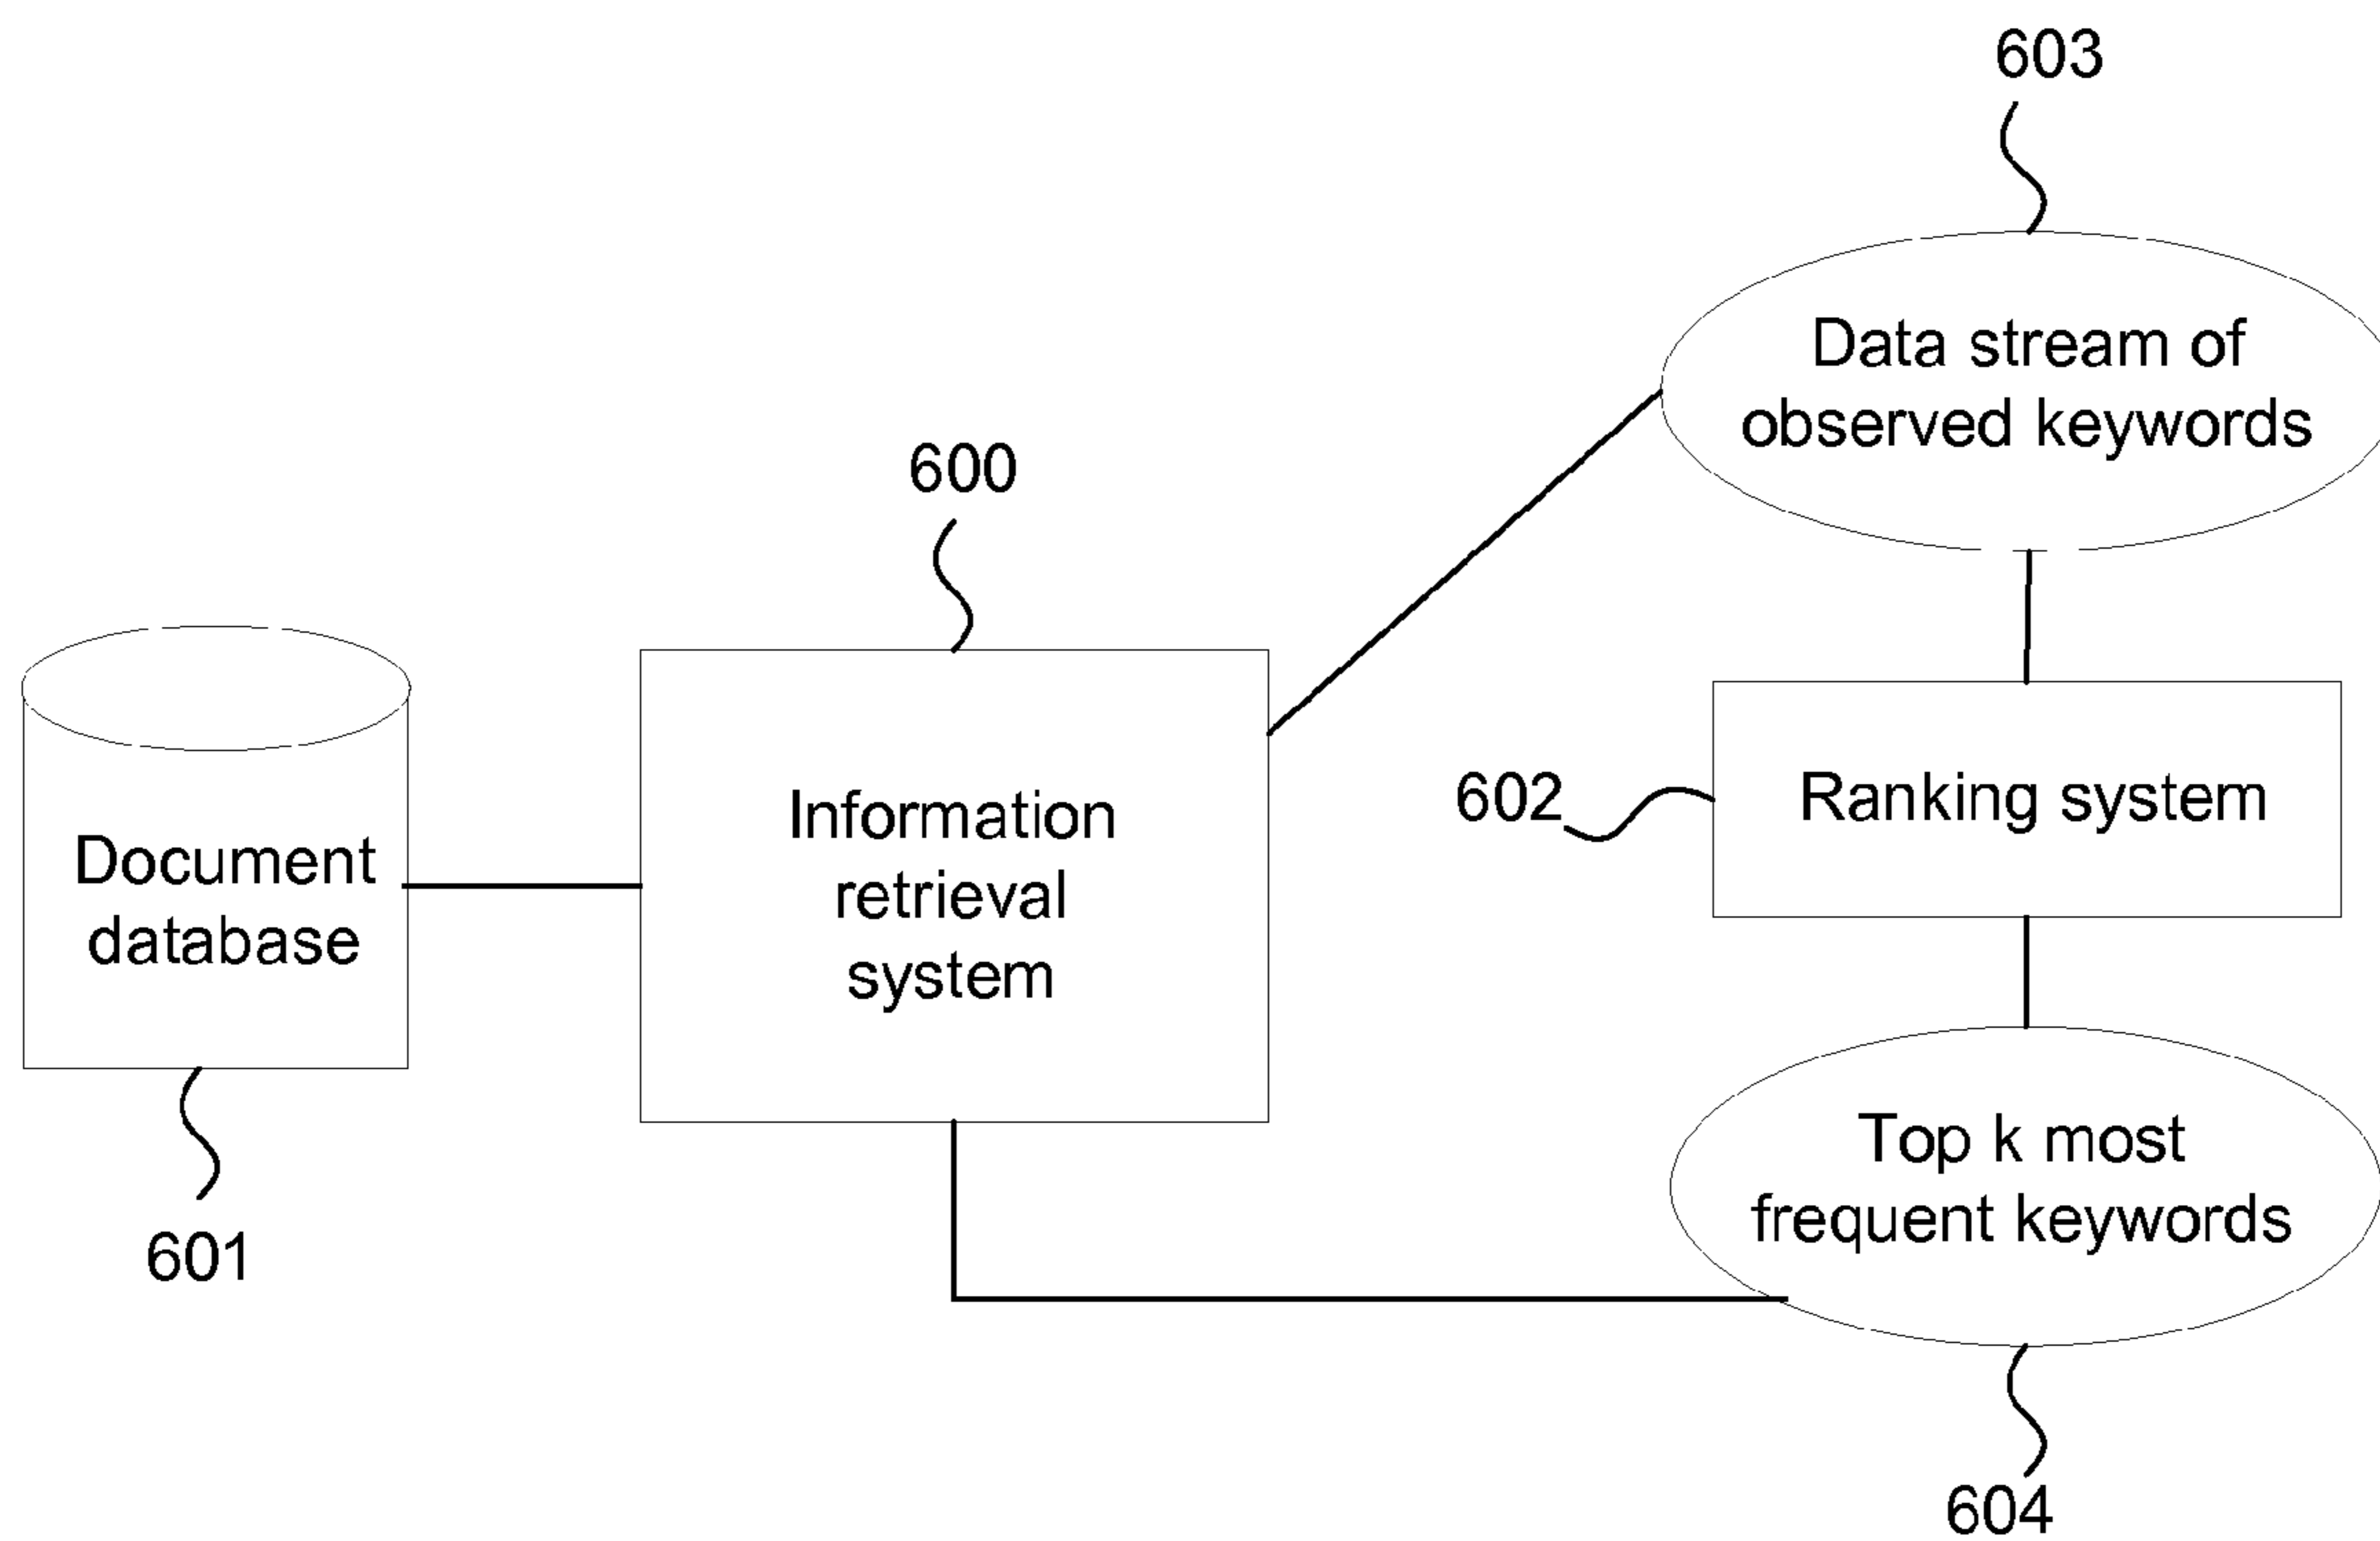 603
Data stream of
observed keywords
600
Information
retrieval
system
602
Ranking system
Document
database
601
Top k most
frequent keywords
604